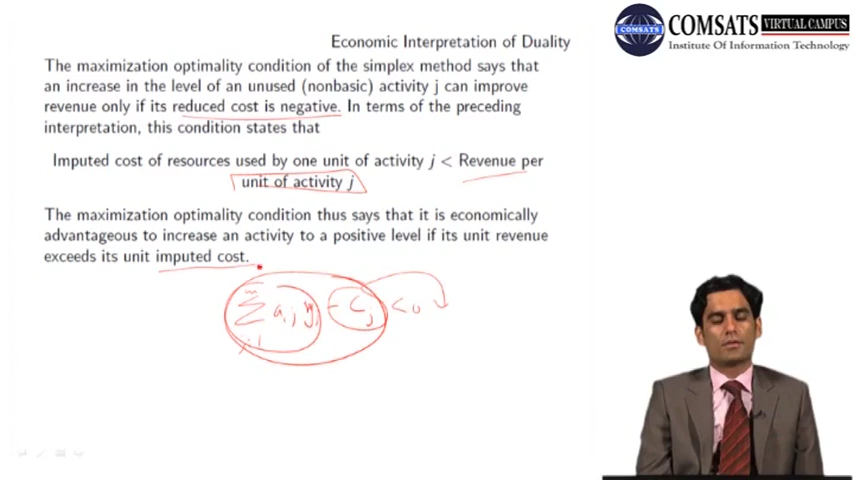 COMSATS VIRTUAL CAMPUS
COMSATS
Institute Of Information Technology
Economic Interpretation of Duality
The maximization optimality condition of the simplex method says that
an increase in the level of an unused (nonbasic) activity j can improve
revenue only if its reduced cost is negative. In terms of the preceding
interpretation, this condition states that
Imputed cost of resources used by one unit of activity j < Revenue per
unit of activity j
The maximization optimality condition thus says that it is economically
advantageous to increase an activity to a positive level if its unit revenue
exceeds its unit imputed cost.
m
∑ aij yi - cj < 0
i=1